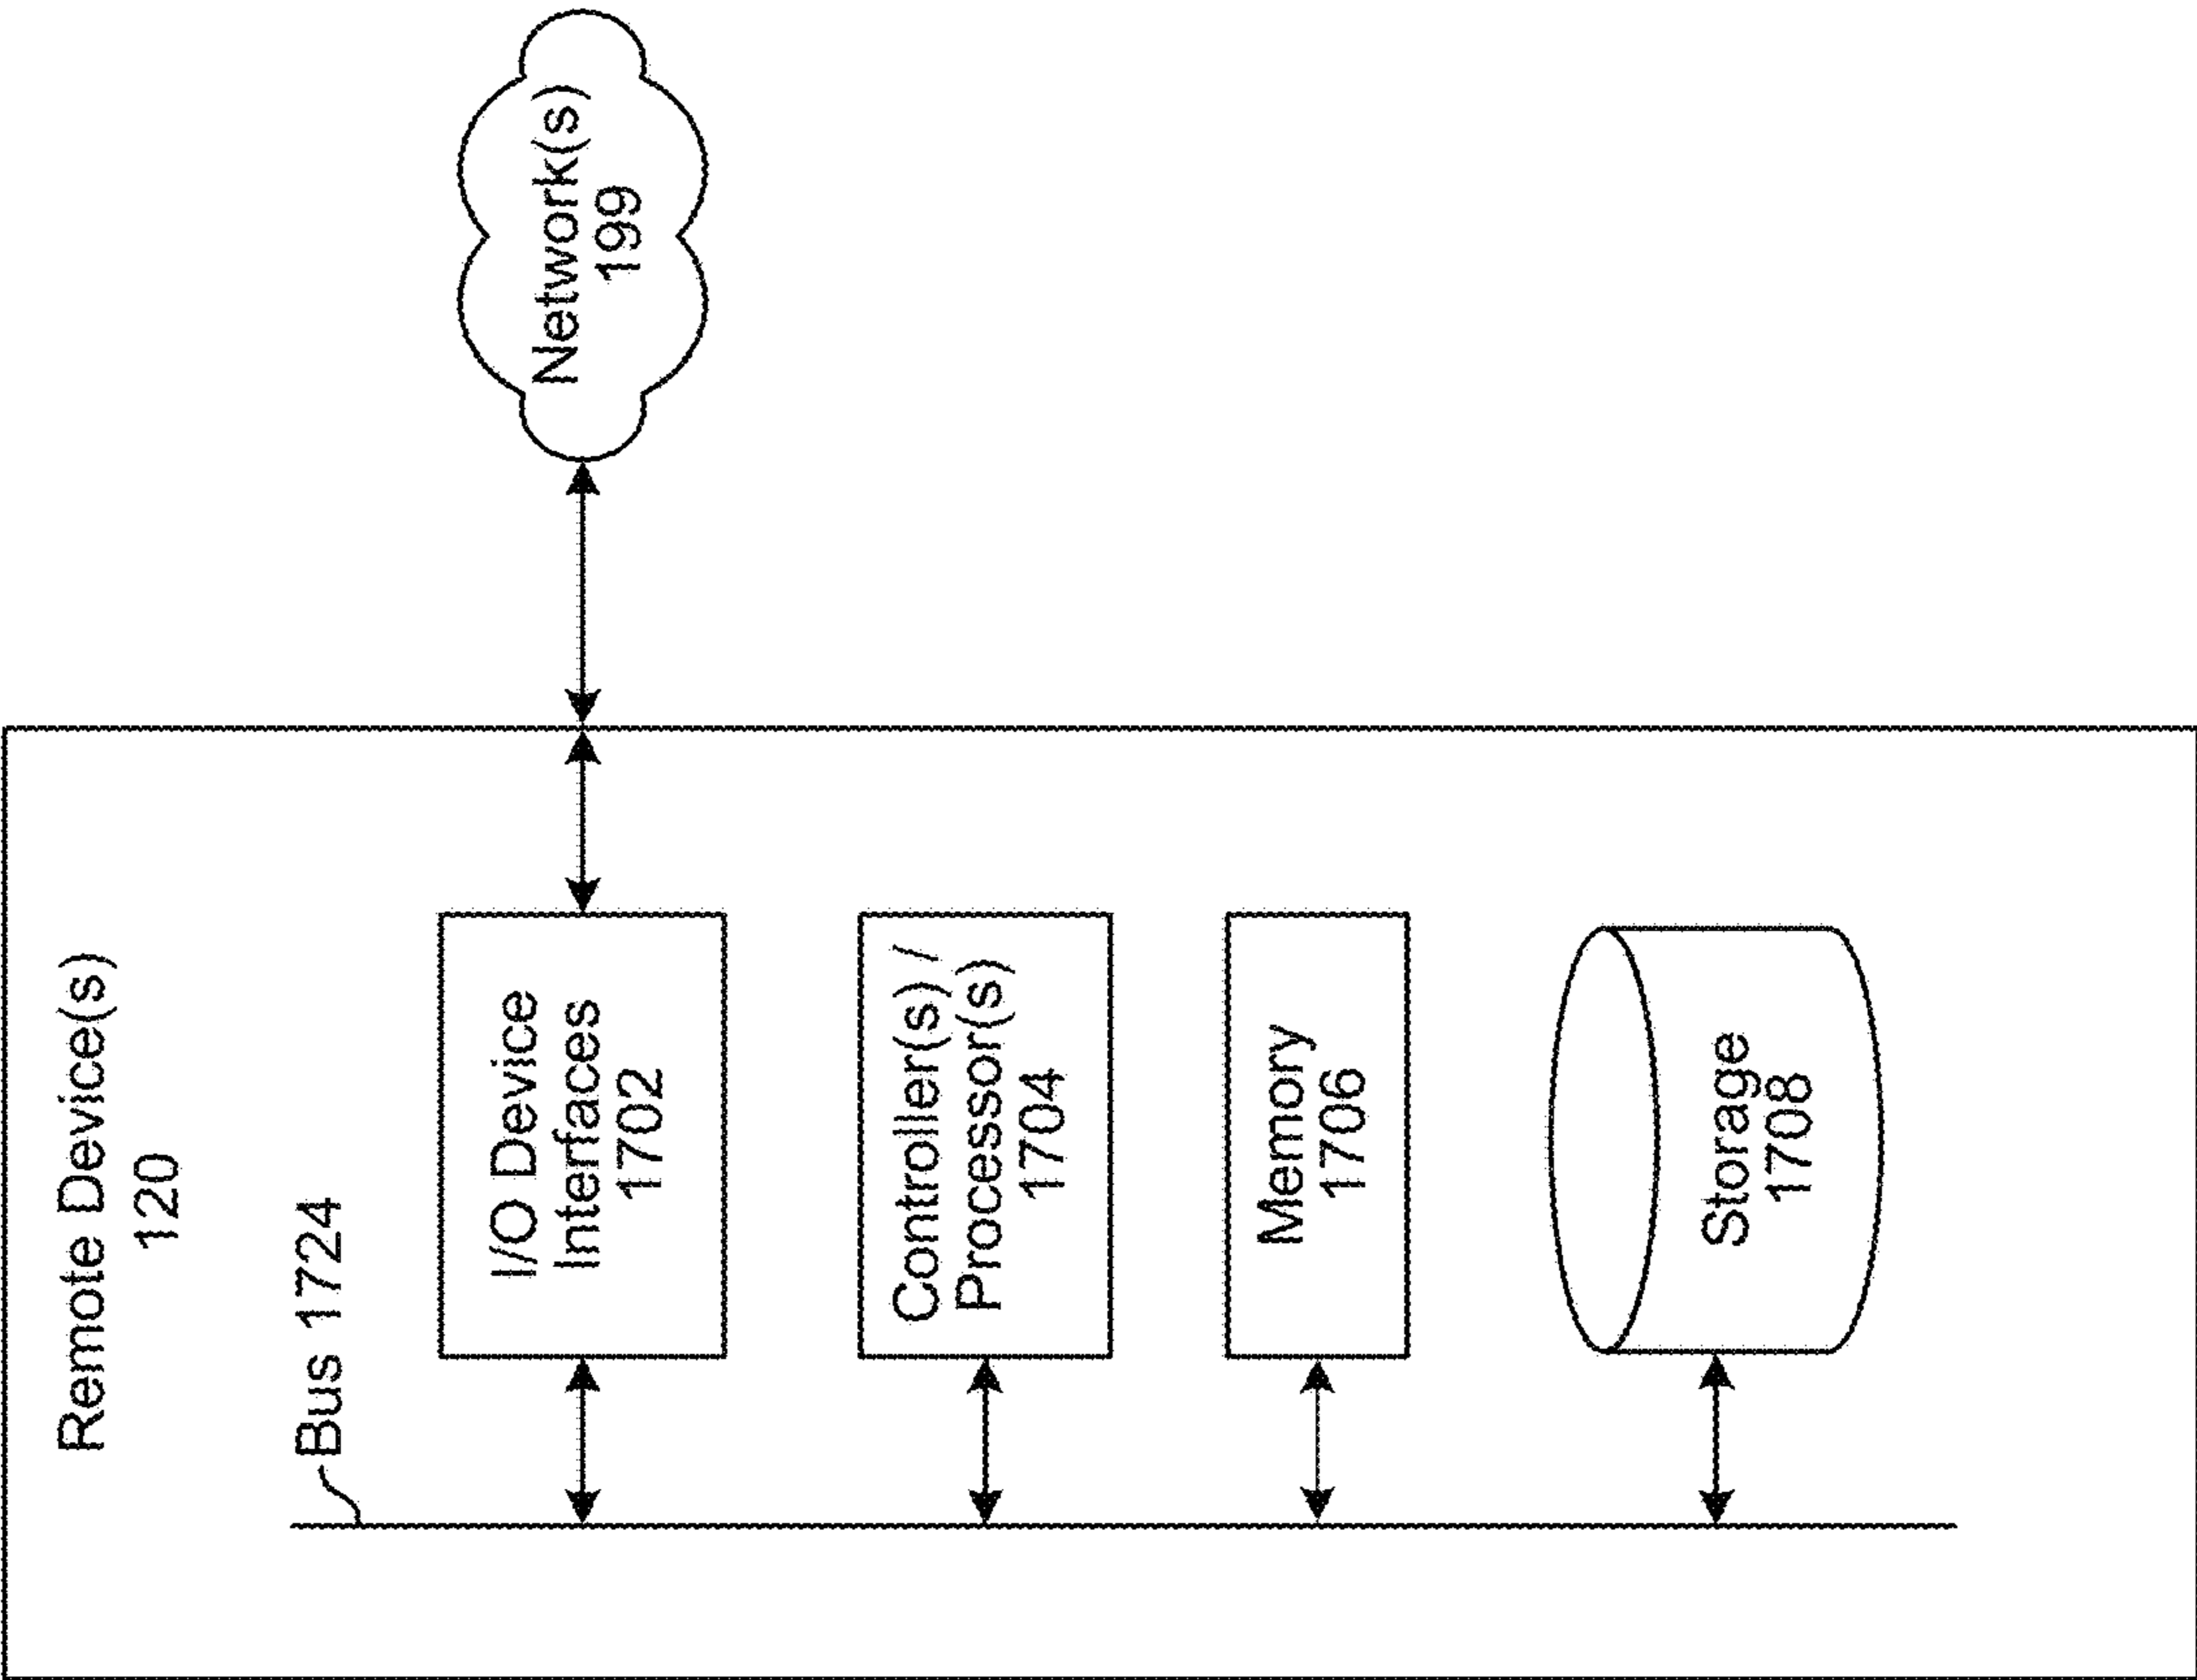 Remote Device(s)
120
Bus 1724
I/O Device
Interfaces
1702
Controller(s) /
Processor(s)
1704
Memory
1706
Storage
1708
Network(s)
199